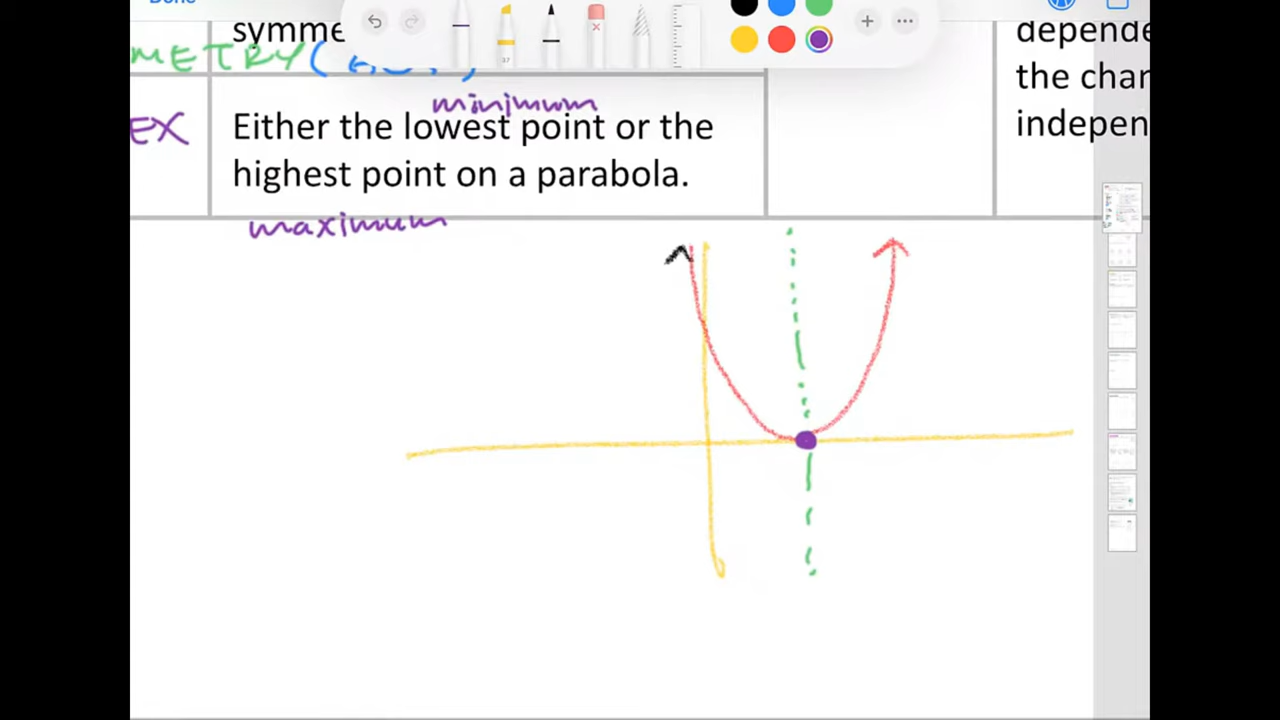 Done
symme
depende
METRY (
the char
minimum
EX
Either the lowest point or the
indepen
highest point on a parabola.
maximum